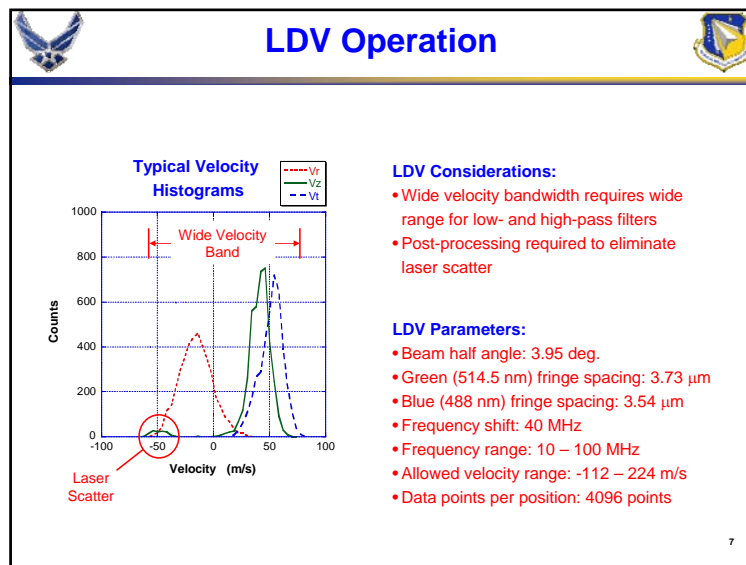 LDV Operation
Typical Velocity
Histograms
Vr
Vz
Vt
1000
800
600
400
200
0
Counts
Wide Velocity
Band
-100
-50
0
50
100
Velocity (m/s)
Laser
Scatter
LDV Considerations:
• Wide velocity bandwidth requires wide
range for low- and high-pass filters
• Post-processing required to eliminate
laser scatter
LDV Parameters:
• Beam half angle: 3.95 deg.
• Green (514.5 nm) fringe spacing: 3.73 μm
• Blue (488 nm) fringe spacing: 3.54 μm
• Frequency shift: 40 MHz
• Frequency range: 10 – 100 MHz
• Allowed velocity range: -112 – 224 m/s
• Data points per position: 4096 points
7